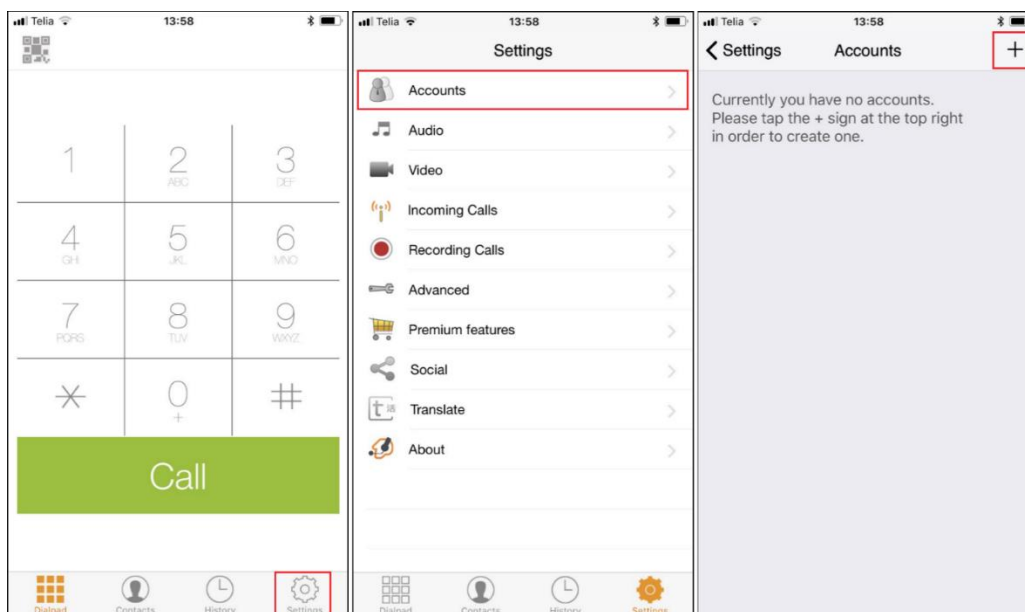 Telia
13:58
1
2
ABC
3
DEF
4
GHI
5
JKL
6
MNO
7
PQRS
8
TUV
9
WXYZ
*
0
+
#
Call
Dialpad
Contacts
History
Settings
Telia
13:58
Settings
Accounts
Audio
Video
Incoming Calls
Recording Calls
Advanced
Premium features
Social
Translate
About
Dialpad
Contacts
History
Settings
Telia
13:58
Settings
Accounts
+
Currently you have no accounts.
Please tap the + sign at the top right
in order to create one.